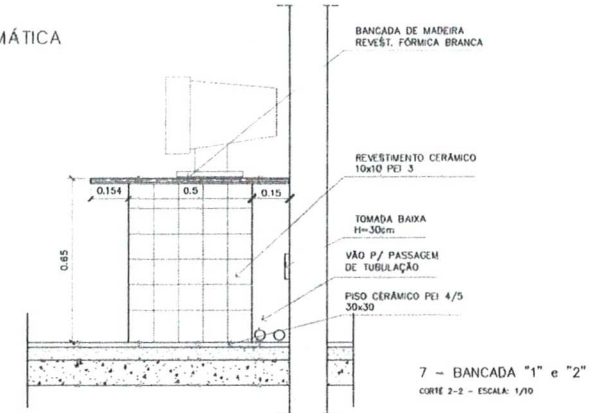 MÁTICA
BANCADA DE MADEIRA
REVEST. FÓRMICA BRANCA
REVESTIMENTO CERÂMICO
10x10 PEI 3
0.154
0.5
0.15
TOMADA BAIXA
H=30cm
0.65
VÃO P/ PASSAGEM
DE TUBULAÇÃO
PISO CERÂMICO PEI 4/5
30x30
7 - BANCADA "1" e "2"
CORTE 2-2 - ESCALA: 1/10